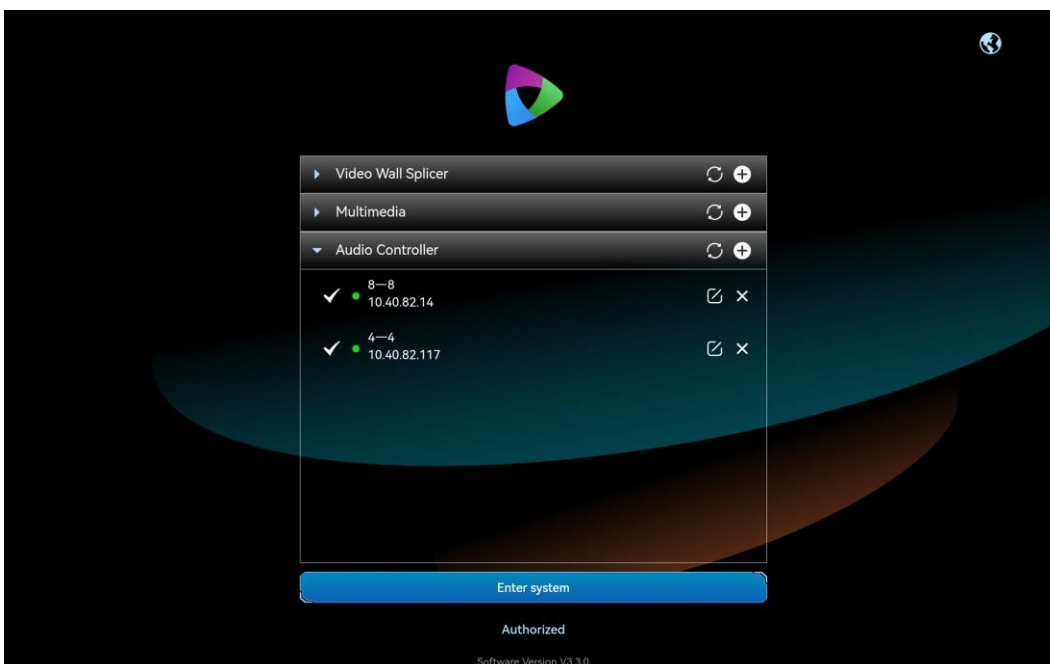 Video Wall Splicer
Multimedia
Audio Controller
8—8
10.40.82.14
4—4
10.40.82.117
Enter system
Authorized
Software Version V3.3.0